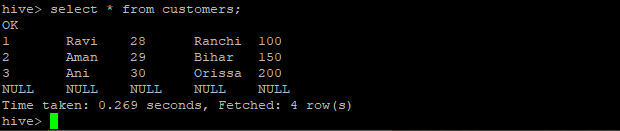 hive> select * from customers;
OK
1 Ravi 28 Ranchi 100
2 Aman 29 Bihar 150
3 Ani 30 Orissa 200
NULL NULL NULL NULL NULL
Time taken: 0.269 seconds, Fetched: 4 row(s)
hive>